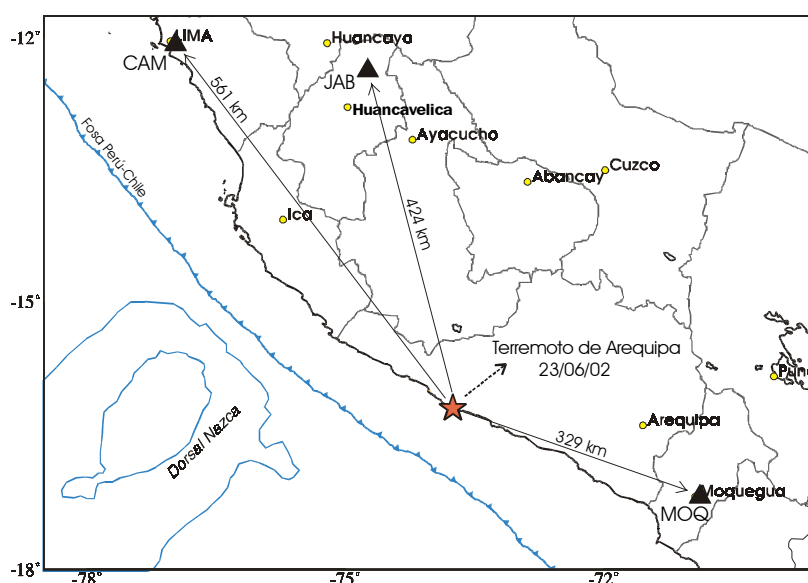 -12°
LIMA
CAM
Huancayo
JAB
561 km
Huancavelica
Ayacucho
Fosa Perú-Chile
Cuzco
Abancay
424 km
Ica
-15°
Terremoto de Arequipa
23/06/02
Puno
Arequipa
Dorsal Nazca
329 km
Moquegua
MOQ
-18°
-78°
-75°
-72°